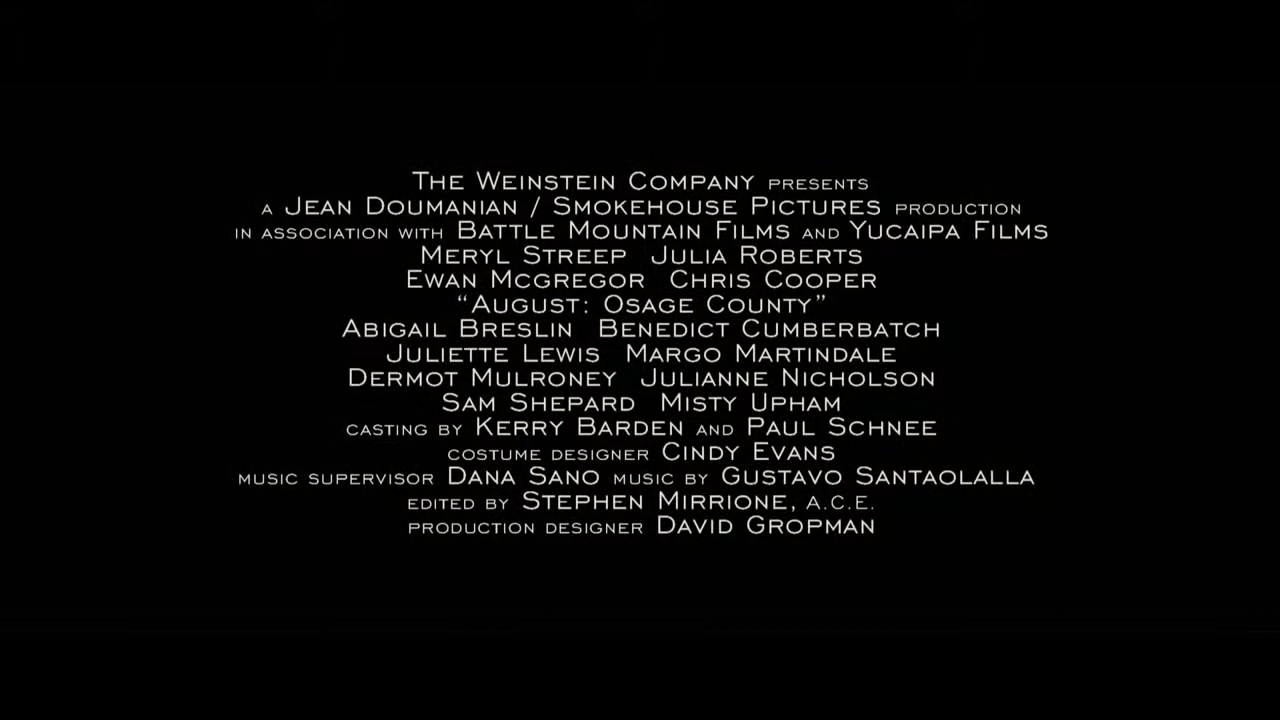 THE WEINSTEIN COMPANY PRESENTS
A JEAN DOUMANIAN / SMOKEHOUSE PICTURES PRODUCTION
IN ASSOCIATION WITH BATTLE MOUNTAIN FILMS AND YUCAIPA FILMS
MERYL STREEP JULIA ROBERTS
EWAN MCGREGOR CHRIS COOPER
“AUGUST: OSAGE COUNTY”
ABIGAIL BRESLIN BENEDICT CUMBERBATCH
JULIETTE LEWIS MARGO MARTINDALE
DERMOT MULRONEY JULIANNE NICHOLSON
SAM SHEPARD MISTY UPHAM
CASTING BY KERRY BARDEN AND PAUL SCHNEE
COSTUME DESIGNER CINDY EVANS
MUSIC SUPERVISOR DANA SANO MUSIC BY GUSTAVO SANTAOLALLA
EDITED BY STEPHEN MIRRIONE, A.C.E.
PRODUCTION DESIGNER DAVID GROPMAN